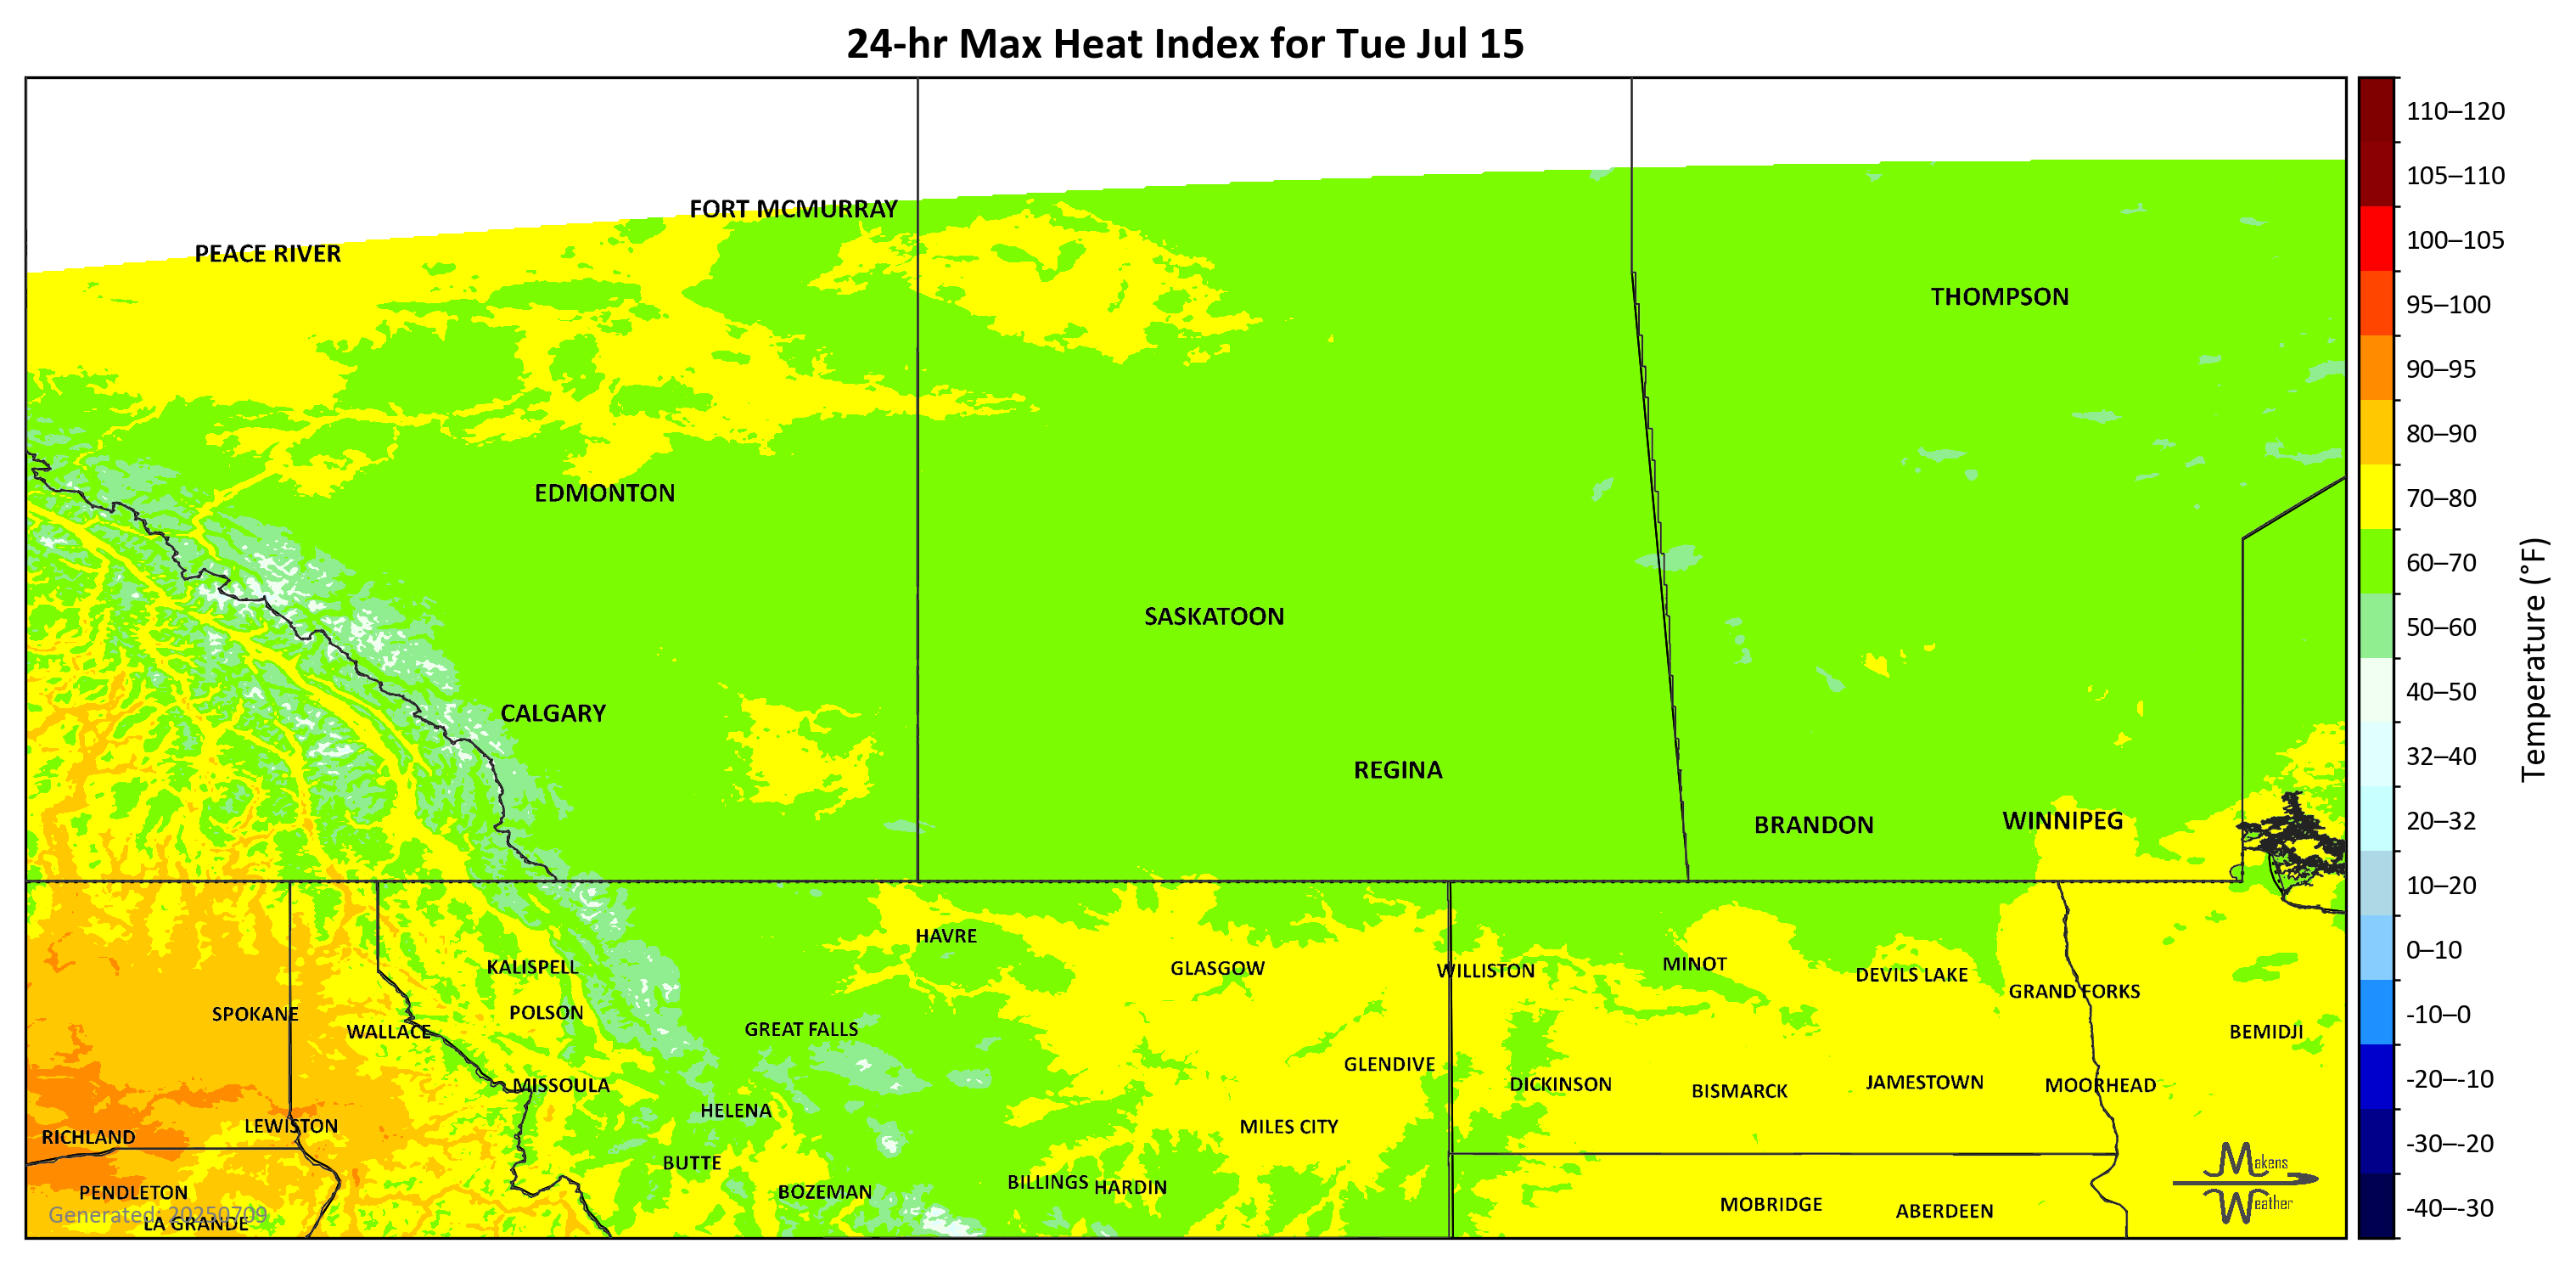 24-hr Max Heat Index for Tue Jul 15
FORT MCMURRAY
PEACE RIVER
THOMPSON
EDMONTON
SASKATOON
CALGARY
REGINA
BRANDON
WINNIPEG
HAVRE
KALISPELL
GLASGOW
WILLISTON
MINOT
DEVILS LAKE
GRAND FORKS
SPOKANE
POLSON
WALLACE
GREAT FALLS
BEMIDJI
GLENDIVE
MISSOULA
DICKINSON
BISMARCK
JAMESTOWN
MOORHEAD
HELENA
LEWISTON
MILES CITY
RICHLAND
BUTTE
BOZEMAN
BILLINGS
HARDIN
PENDLETON
MOBRIDGE
ABERDEEN
Generated: 20250709
LA GRANDE
Makens
Weather
110–120
105–110
100–105
95–100
90–95
80–90
70–80
60–70
50–60
40–50
32–40
20–32
10–20
0–10
-10–0
-20–-10
-30–-20
-40–-30
Temperature (°F)